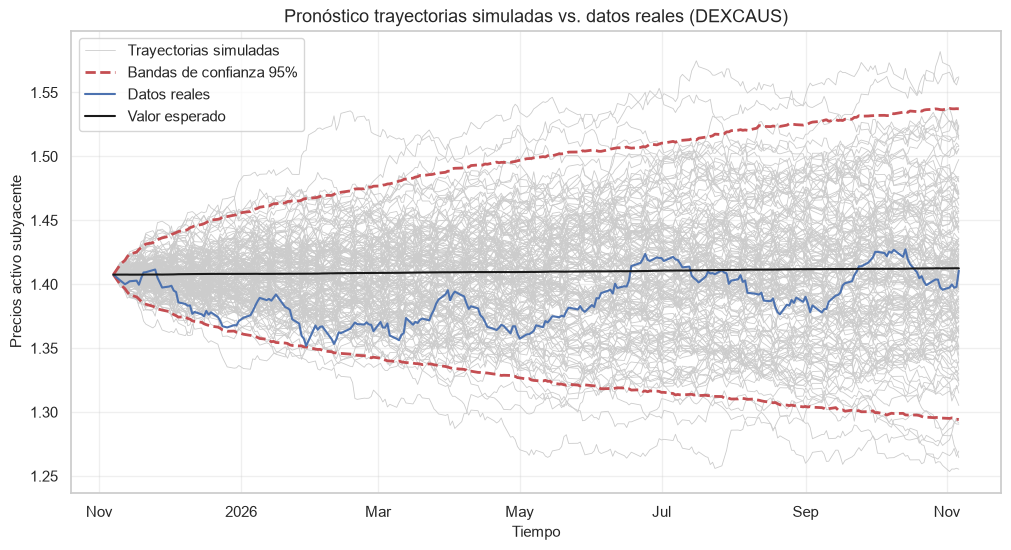 Pronóstico trayectorias simuladas vs. datos reales (DEXCAUS)
Trayectorias simuladas
Bandas de confianza 95%
Datos reales
Valor esperado
Precios activo subyacente
1.55
1.50
1.45
1.40
1.35
1.30
1.25
Nov
2026
Mar
May
Jul
Sep
Nov
Tiempo